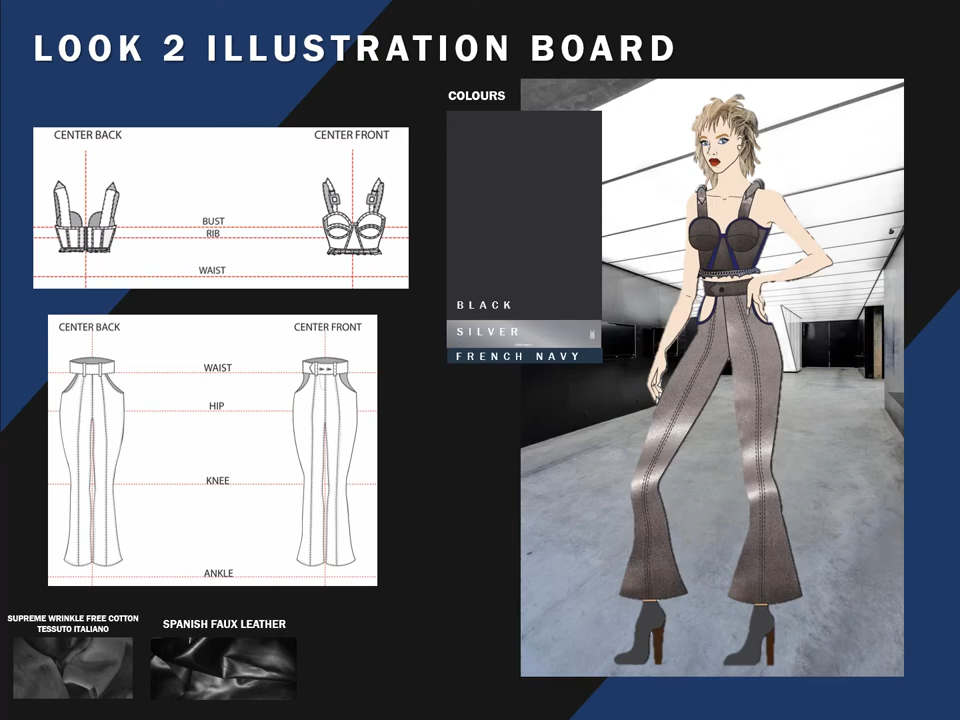 LOOK 2 ILLUSTRATION BOARD
COLOURS
BLACK
SILVER
FRENCH NAVY
CENTER BACK
CENTER FRONT
BUST
RIB
WAIST
CENTER BACK
CENTER FRONT
WAIST
HIP
KNEE
ANKLE
SUPREME WRINKLE FREE COTTON
TESSUTO ITALIANO
SPANISH FAUX LEATHER